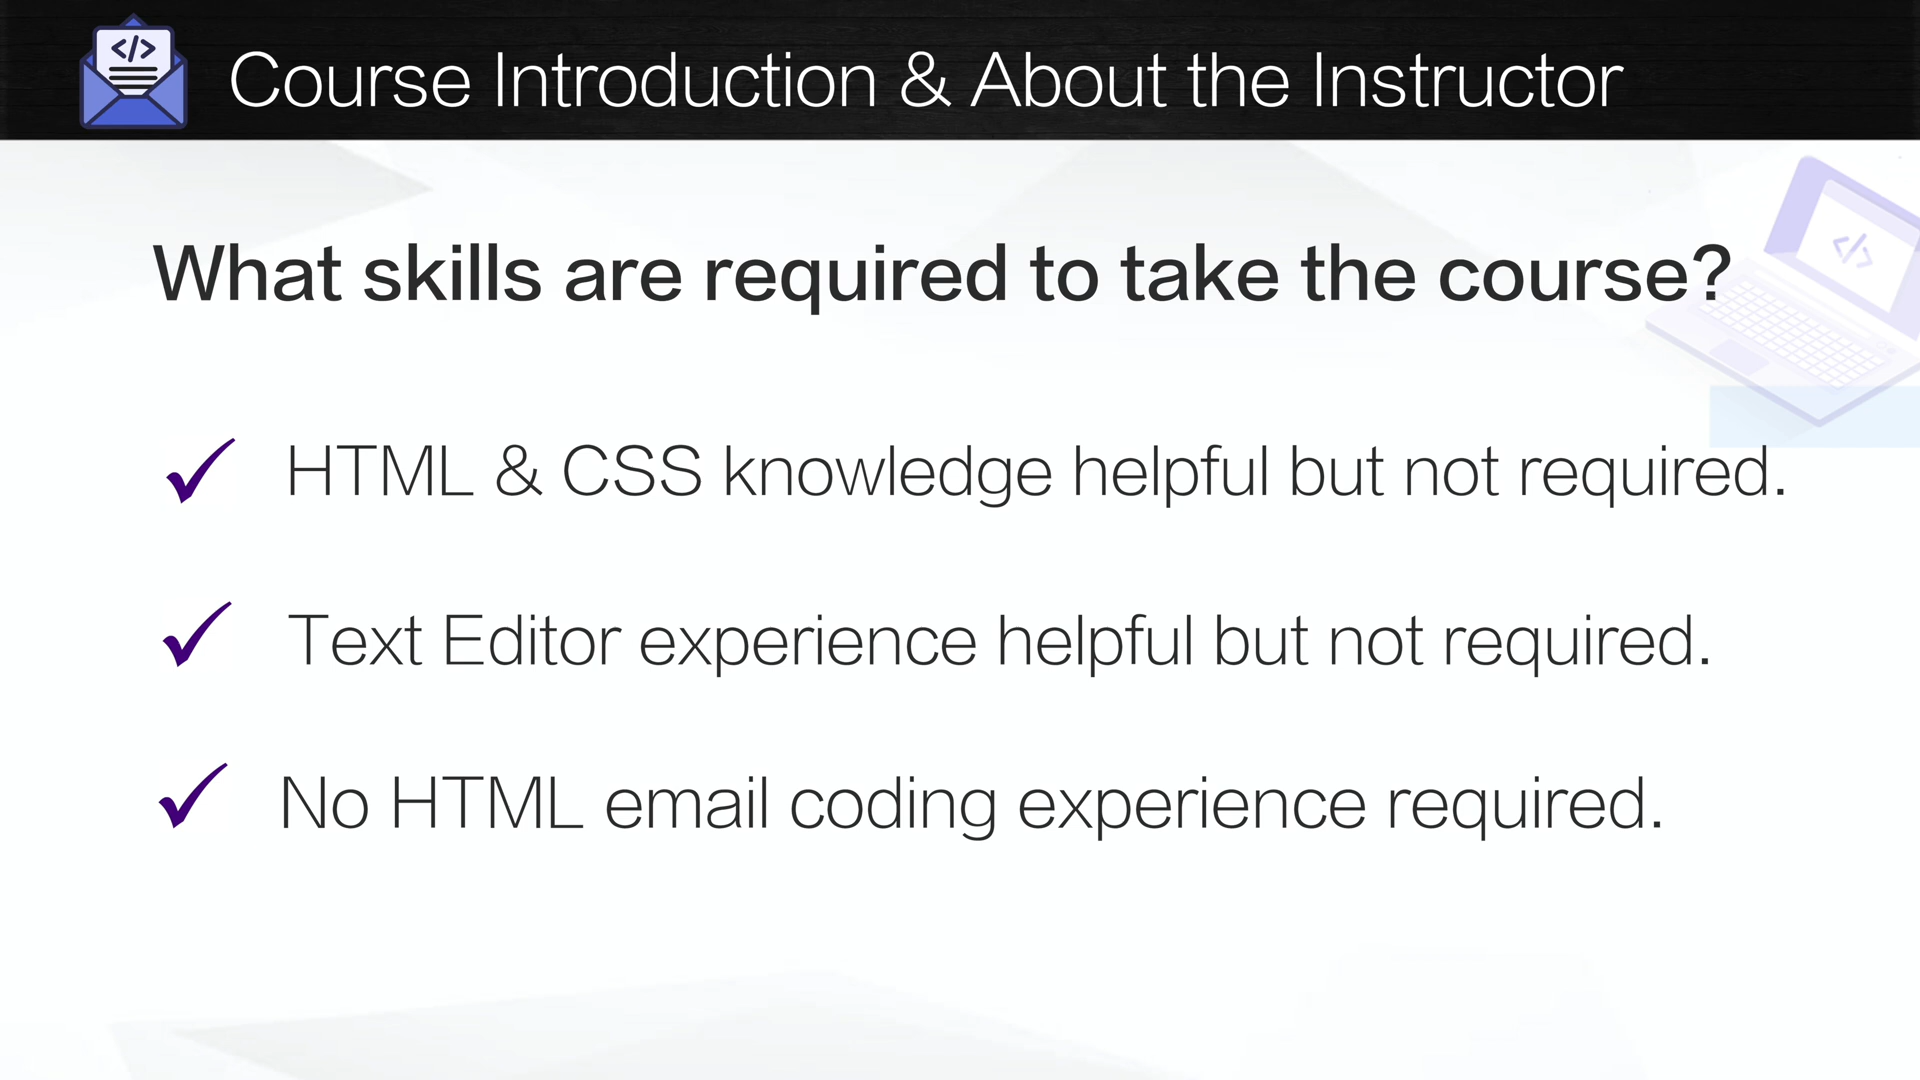 </>
Course Introduction & About the Instructor
</>
What skills are required to take the course?
HTML & CSS knowledge helpful but not required.
Text Editor experience helpful but not required.
No HTML email coding experience required.